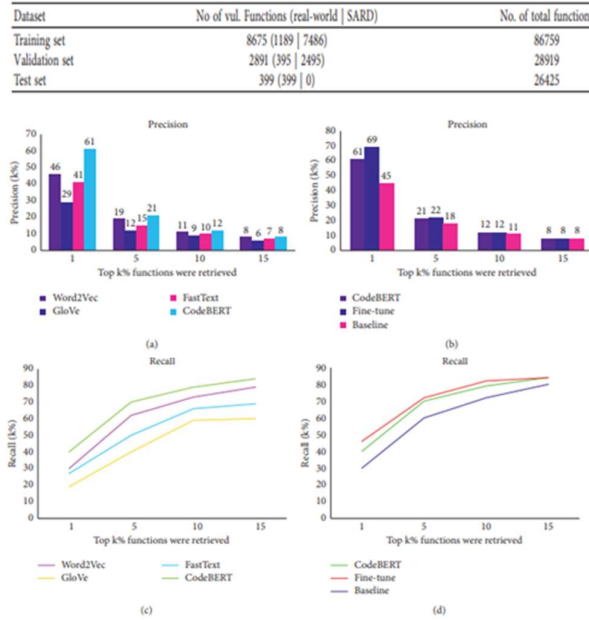 Dataset No of vul. Functions (real-world | SARD) No. of total function
Training set 8675 (1189 | 7486) 86759
Validation set 2891 (395 | 2495) 28919
Test set 399 (399 | 0) 26425
Precision
Precision (k%)
70
60
50
40
30
20
10
0
46 29 41 61
19 12 15 21
11 9 10 12
8 6 7 8
1 5 10 15
Top k% functions were retrieved
Word2Vec FastText
GloVe CodeBERT
(a)
Precision
Precision (k%)
80
70
60
50
40
30
20
10
0
61 69 45
21 22 18
12 12 11
8 8 8
1 5 10 15
Top k% functions were retrieved
CodeBERT
Fine-tune
Baseline
(b)
Recall
Recall (k%)
90
80
70
60
50
40
30
20
10
0
1 5 10 15
Top k% functions were retrieved
Word2Vec FastText
GloVe CodeBERT
(c)
Recall
Recall (k%)
90
80
70
60
50
40
30
20
10
0
1 5 10 15
Top k% functions were retrieved
CodeBERT
Fine-tune
Baseline
(d)